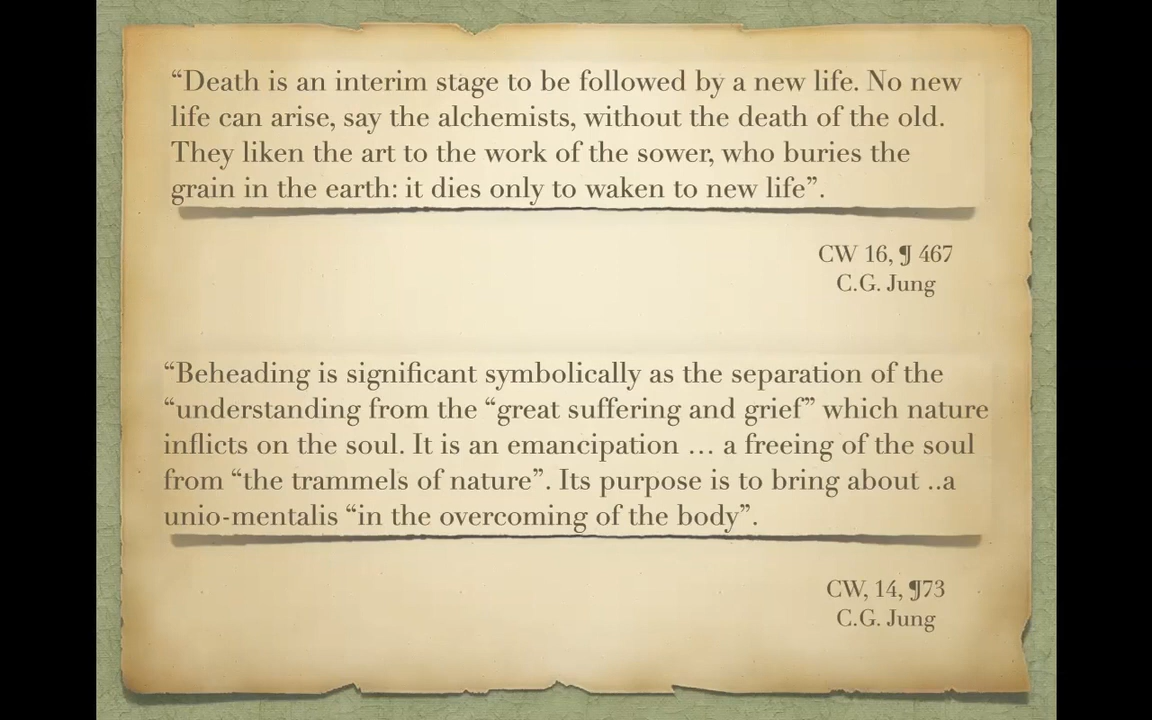 “Death is an interim stage to be followed by a new life. No new
life can arise, say the alchemists, without the death of the old.
They liken the art to the work of the sower, who buries the
grain in the earth: it dies only to waken to new life”.
CW 16, ¶ 467
C.G. Jung
“Beheading is significant symbolically as the separation of the
“understanding from the “great suffering and grief” which nature
inflicts on the soul. It is an emancipation … a freeing of the soul
from “the trammels of nature”. Its purpose is to bring about ..a
unio-mentalis “in the overcoming of the body”.
CW, 14, ¶73
C.G. Jung